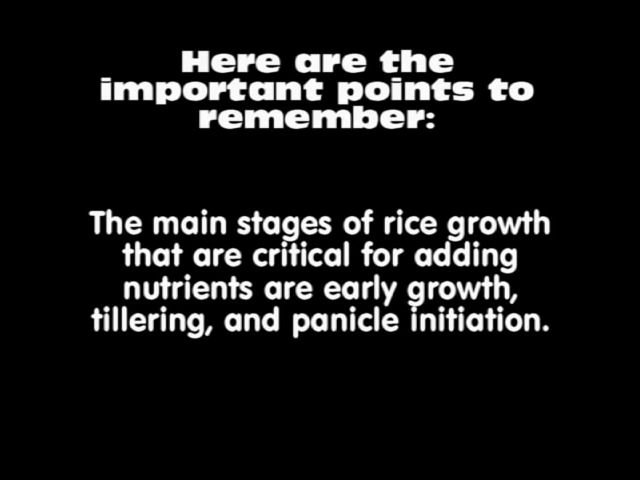 Here are the
important points to
remember:
The main stages of rice growth
that are critical for adding
nutrients are early growth,
tillering, and panicle initiation.